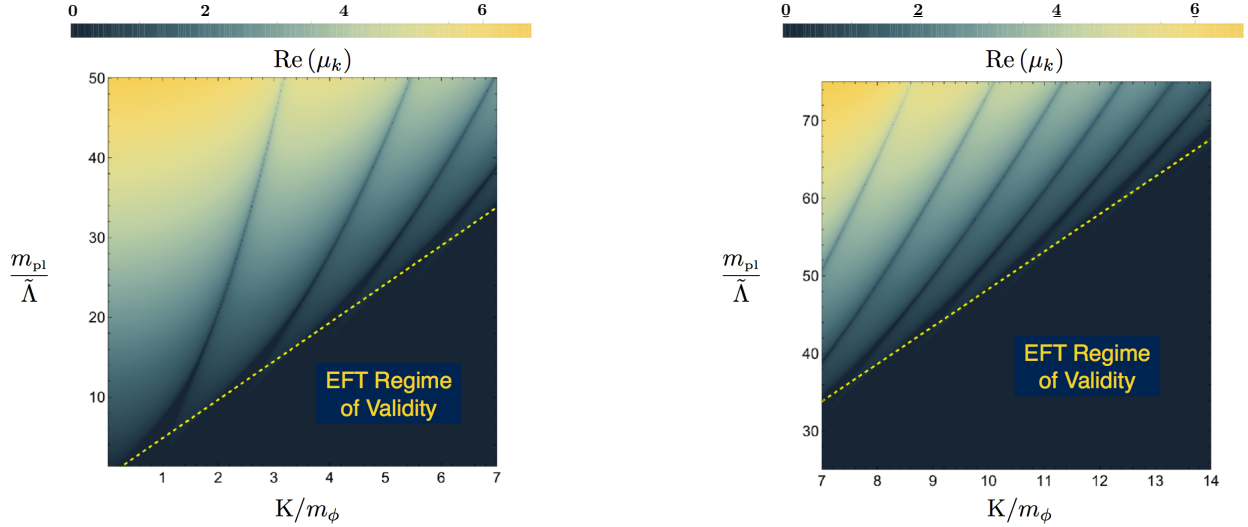 0 2 4 6
Re (μₖ)
50
40
30
20
10
m_pl
Λ̃
EFT Regime
of Validity
1 2 3 4 5 6 7
K/m_ϕ
0 2 4 6
Re (μₖ)
70
60
50
40
30
m_pl
Λ̃
EFT Regime
of Validity
7 8 9 10 11 12 13 14
K/m_ϕ